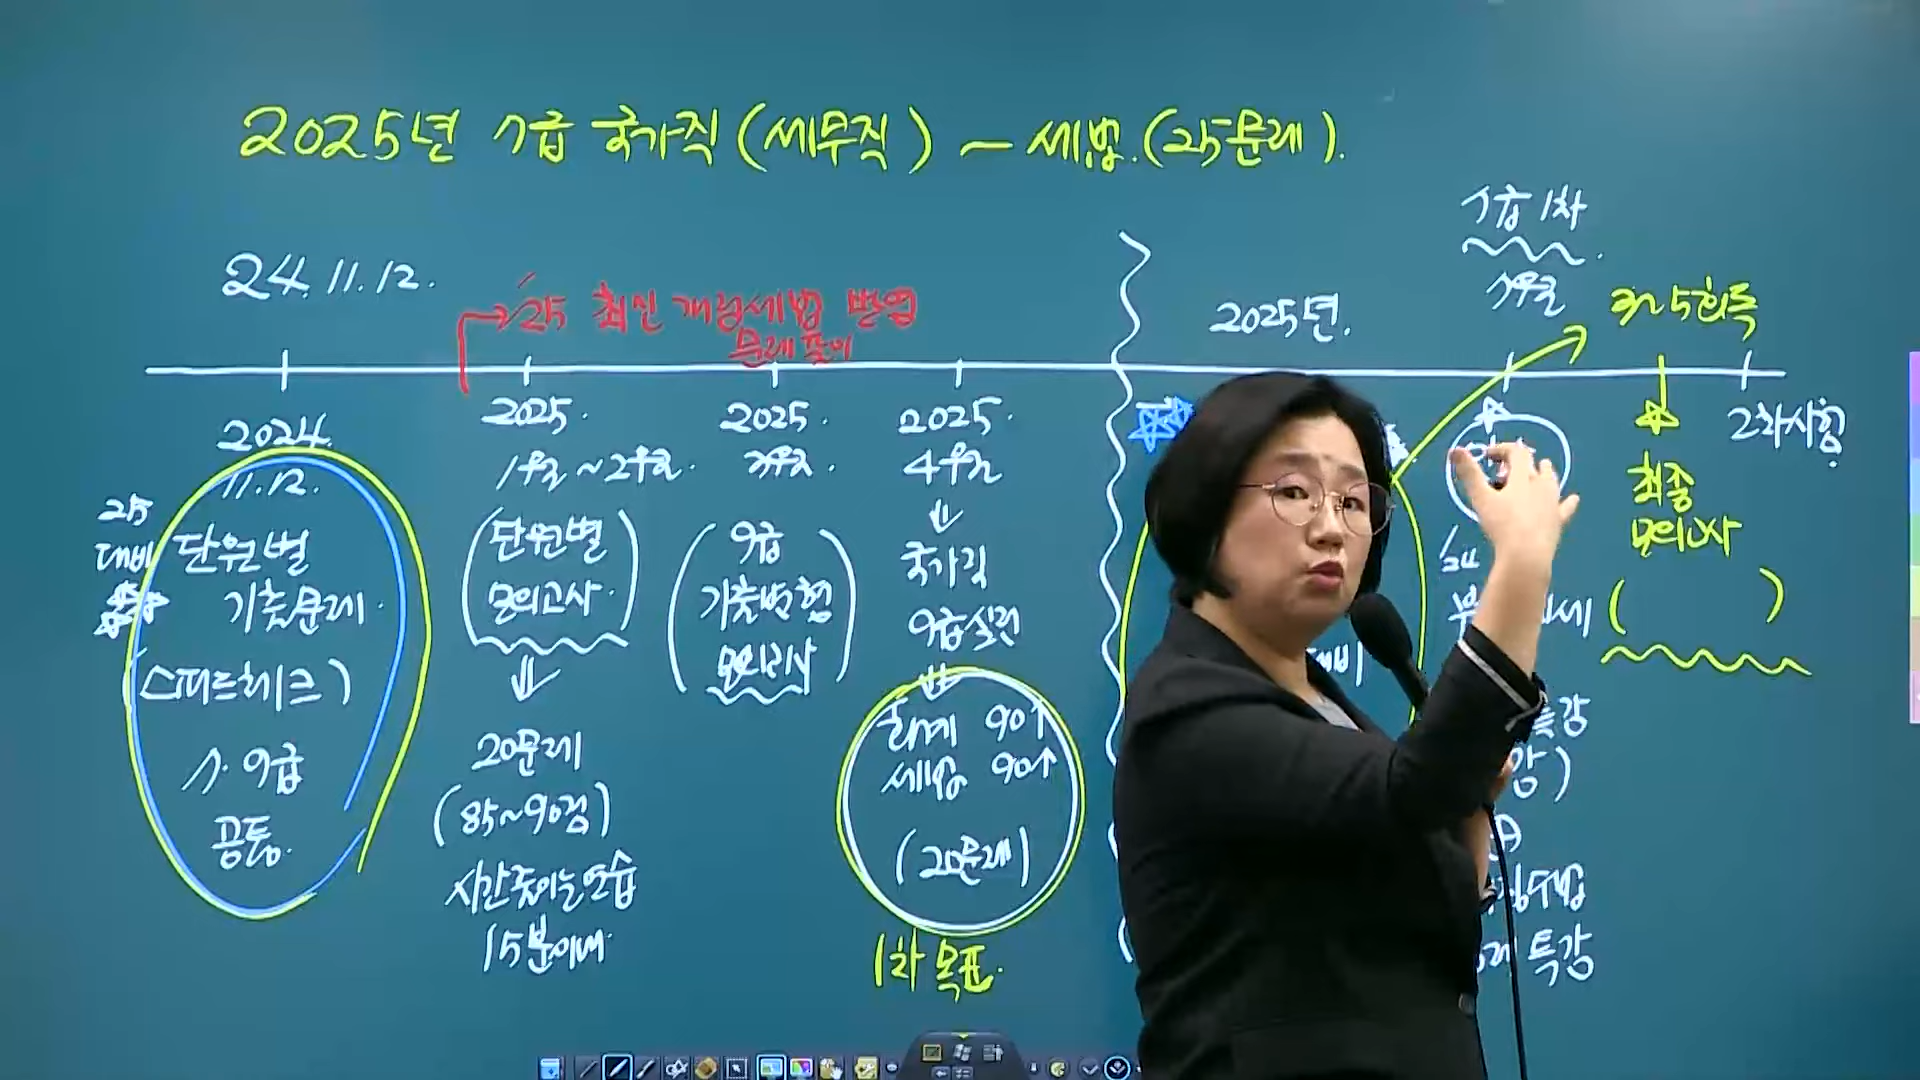 2025년 7급 국가직 (세무직) - 세법. (25문제).
7급 1차
7월
24. 11. 12.
→ '25 최신 개정세법 반영
문제풀이
2025년.
3~5회독
2024.
11. 12.
25
대비
단원별
기출문제.
(스피드체크)
7. 9급
공통.
2025.
1월~2월.
(단원별
모의고사.)
20문제
(85~90점)
시간줄이는연습
15분이내.
2025.
3월.
(9급
기출변형
모의고사)
2025.
4월
국가직
9급실전
회계 90↑
세법 90↑
(20문제)
1차 목표.
대비
특강
특강
최종
모의고사
( )
2차시험.